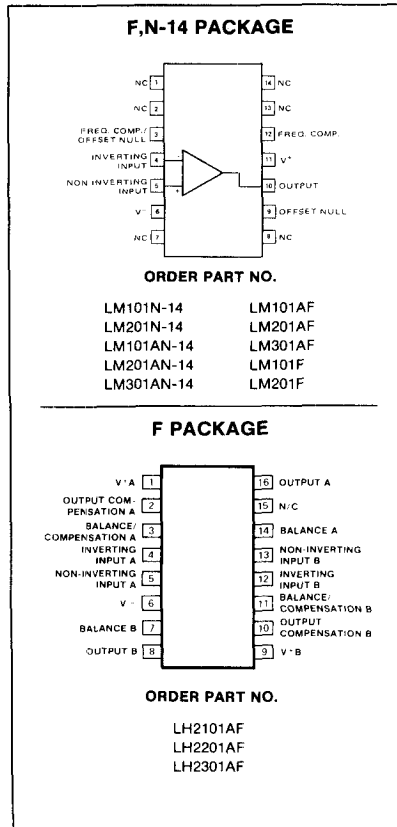 F,N-14 PACKAGE
NC 1
NC 2
FREQ. COMP./
OFFSET NULL 3
INVERTING
INPUT 4
NON INVERTING
INPUT 5
V− 6
NC 7
14 NC
13 NC
12 FREQ. COMP.
11 V+
10 OUTPUT
9 OFFSET NULL
8 NC
-
+
ORDER PART NO.
LM101N-14 LM101AF
LM201N-14 LM201AF
LM101AN-14 LM301AF
LM201AN-14 LM101F
LM301AN-14 LM201F
F PACKAGE
V+A 1
OUTPUT COM-
PENSATION A 2
BALANCE/
COMPENSATION A 3
INVERTING
INPUT A 4
NON-INVERTING
INPUT A 5
V− 6
BALANCE B 7
OUTPUT B 8
16 OUTPUT A
15 N/C
14 BALANCE A
13 NON-INVERTING
INPUT B
12 INVERTING
INPUT B
11 BALANCE/
COMPENSATION B
10 OUTPUT
COMPENSATION B
9 V+B
ORDER PART NO.
LH2101AF
LH2201AF
LH2301AF